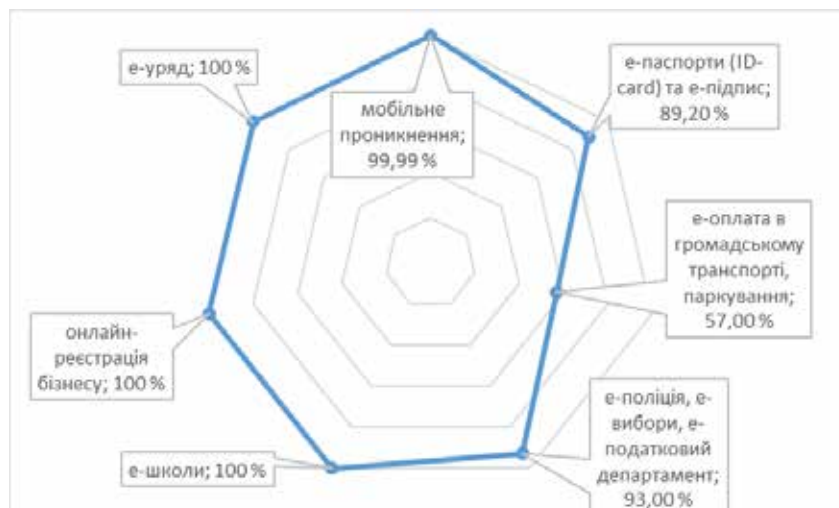 е-уряд; 100 %
мобільне
проникнення;
99,99 %
е-паспорти (ID-
card) та е-підпис;
89,20 %
е-оплата в
громадському
транспорті,
паркування;
57,00 %
е-поліція, е-
вибори, е-
податковий
департамент;
93,00 %
е-школи; 100 %
онлайн-
реєстрація
бізнесу; 100 %